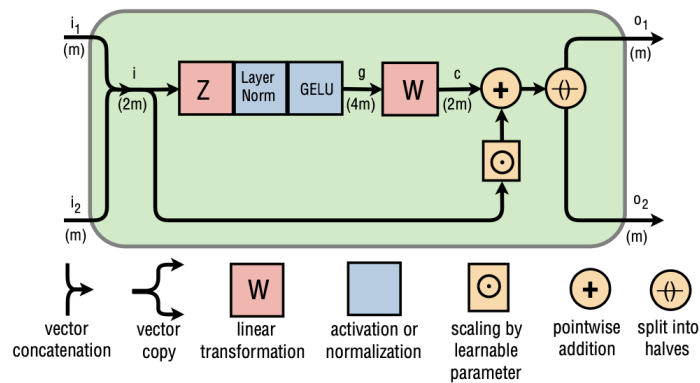 i1
(m)
i
(2m)
Z
Layer
Norm
GELU
g
(4m)
W
c
(2m)
+
o1
(m)
i2
(m)
o2
(m)
W
+
vector
concatenation
vector
copy
linear
transformation
activation or
normalization
scaling by
learnable
parameter
pointwise
addition
split into
halves